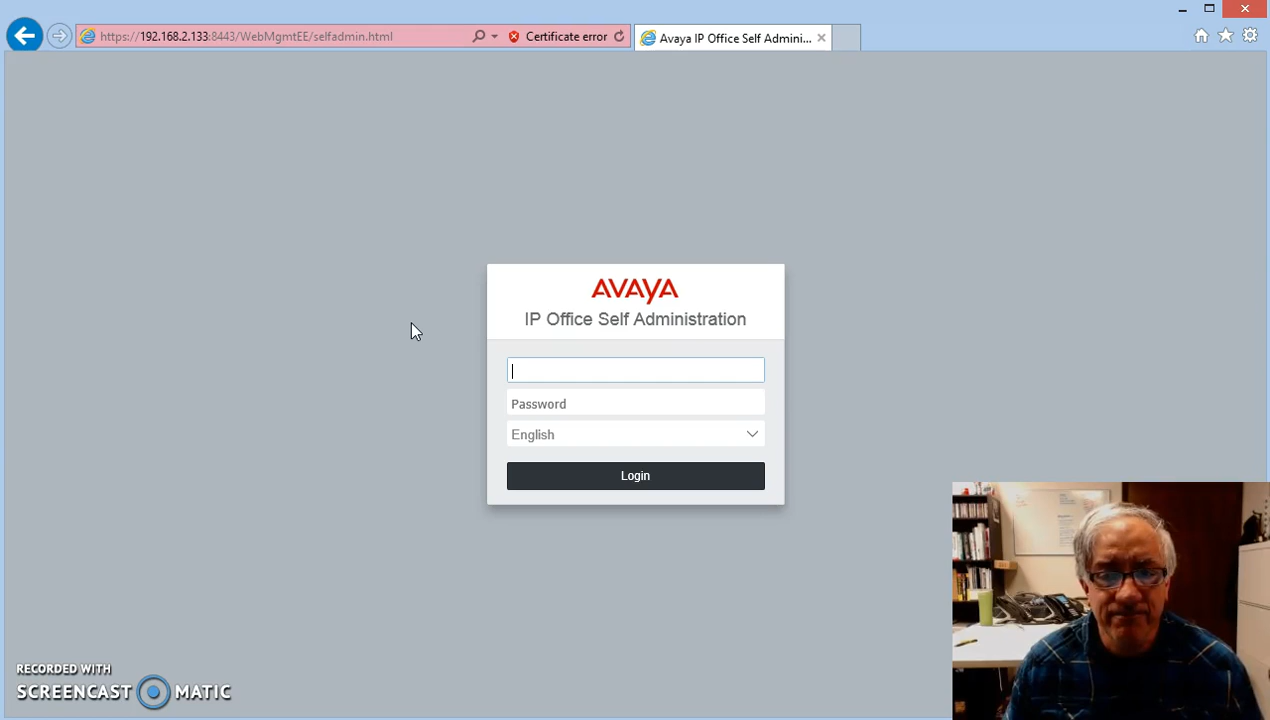 https://192.168.2.133:8443/WebMgmtEE/selfadmin.html
Certificate error
Avaya IP Office Self Admini...
AVAYA
IP Office Self Administration
Password
English
Login
RECORDED WITH
SCREENCAST MATIC